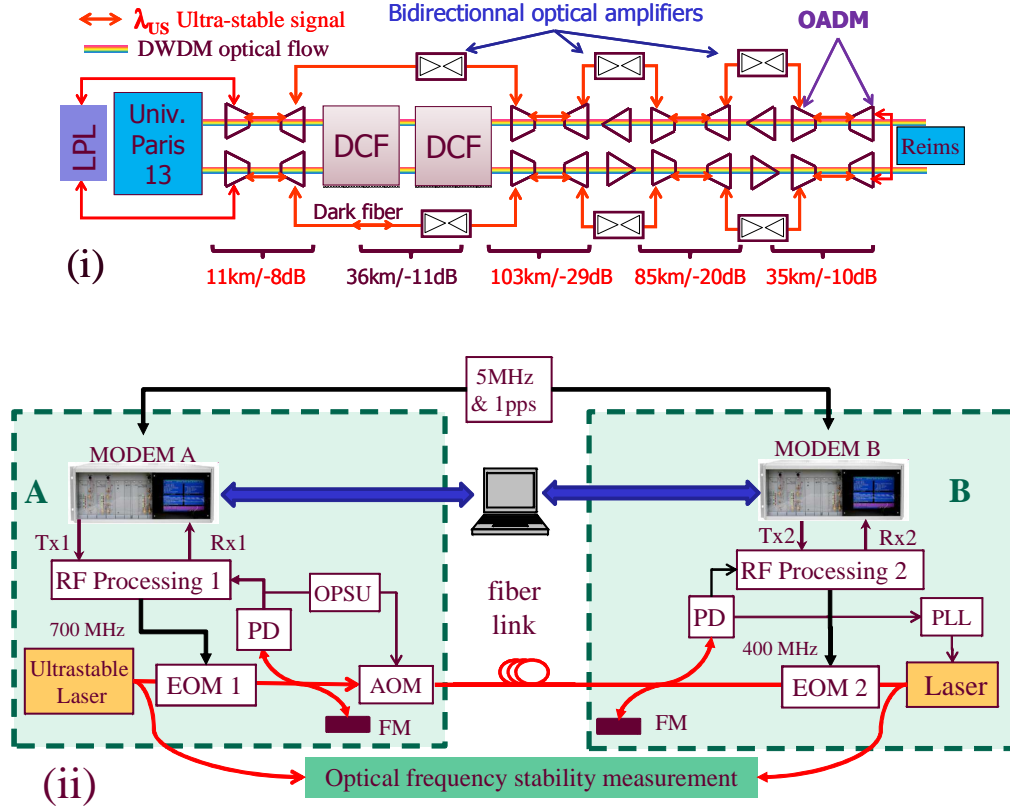 Bidirectionnal optical amplifiers
λUS Ultra-stable signal
OADM
DWDM optical flow
LPL
Univ. Paris 13
DCF
DCF
Reims
Dark fiber
(i)
11km/-8dB
36km/-11dB
103km/-29dB
85km/-20dB
35km/-10dB
5MHz & 1pps
MODEM A
MODEM B
A
B
Tx1
Rx1
Tx2
Rx2
RF Processing 1
RF Processing 2
OPSU
fiber link
PD
PD
PLL
700 MHz
400 MHz
Ultrastable Laser
EOM 1
AOM
EOM 2
Laser
FM
FM
(ii)
Optical frequency stability measurement